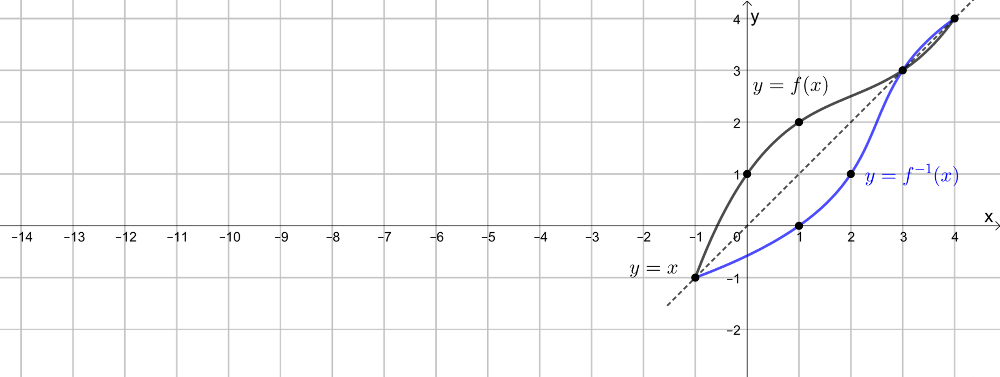 4 y
3
y = f(x)
2
1
y = f⁻¹(x)
x
−14 −13 −12 −11 −10 −9 −8 −7 −6 −5 −4 −3 −2 −1 0 1 2 3 4
y = x
−1
−2